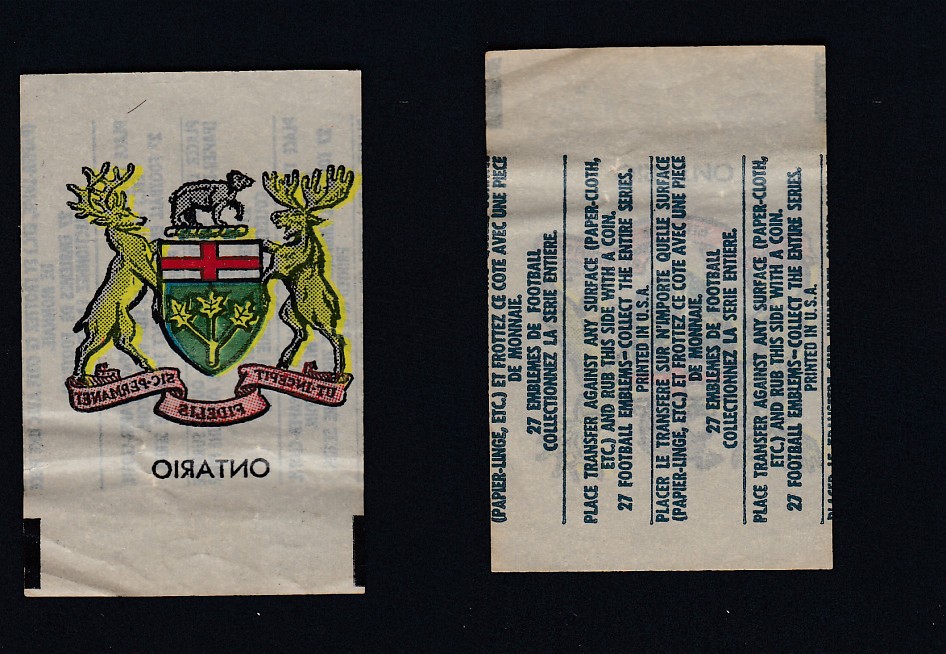 UT INCEPIT
FIDELIS
SIC-PERMANET
ONTARIO
(PAPIER-LINGE, ETC.) ET FROTTEZ CE COTE AVEC UNE PIECE
DE MONNAIE.
27 EMBLEMES DE FOOTBALL
COLLECTIONNEZ LA SERIE ENTIERE.
PLACE TRANSFER AGAINST ANY SURFACE (PAPER-CLOTH,
ETC.) AND RUB THIS SIDE WITH A COIN.
27 FOOTBALL EMBLEMS—COLLECT THE ENTIRE SERIES.
PRINTED IN U.S.A.
PLACER LE TRANSFERE SUR N'IMPORTE QUELLE SURFACE
(PAPIER-LINGE, ETC.) ET FROTTEZ CE COTE AVEC UNE PIECE
DE MONNAIE.
27 EMBLEMES DE FOOTBALL
COLLECTIONNEZ LA SERIE ENTIERE.
PLACE TRANSFER AGAINST ANY SURFACE (PAPER-CLOTH,
ETC.) AND RUB THIS SIDE WITH A COIN.
27 FOOTBALL EMBLEMS—COLLECT THE ENTIRE SERIES.
PRINTED IN U.S.A.